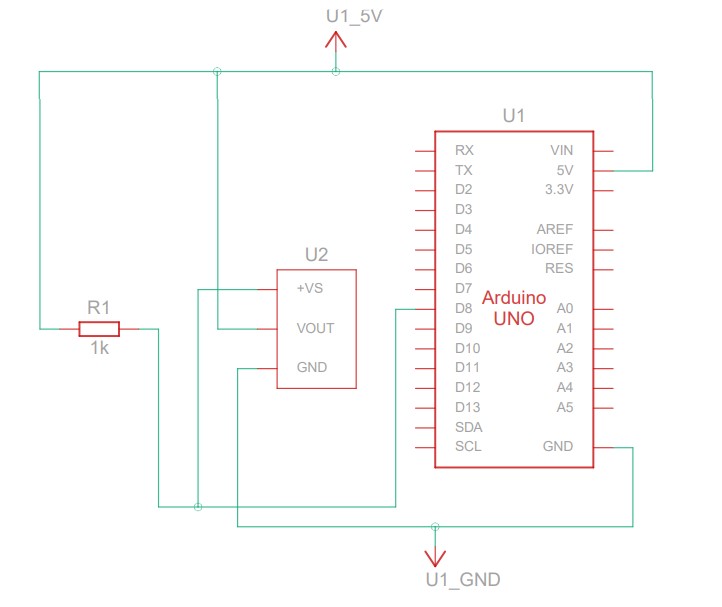 U1_5V
U1
RX
VIN
TX
5V
D2
3.3V
D3
D4
AREF
D5
IOREF
D6
RES
D7
Arduino
UNO
D8
A0
D9
A1
D10
A2
D11
A3
D12
A4
D13
A5
SDA
SCL
GND
U2
+VS
VOUT
GND
R1
1k
U1_GND